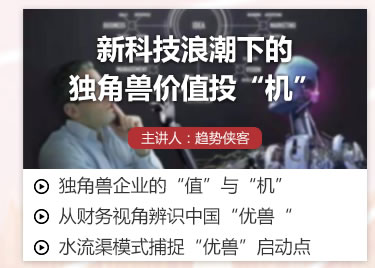 新科技浪潮下的
独角兽价值投“机”
主讲人：趋势侠客
独角兽企业的“值”与“机”
从财务视角辨识中国“优兽“
水流渠模式捕捉“优兽”启动点